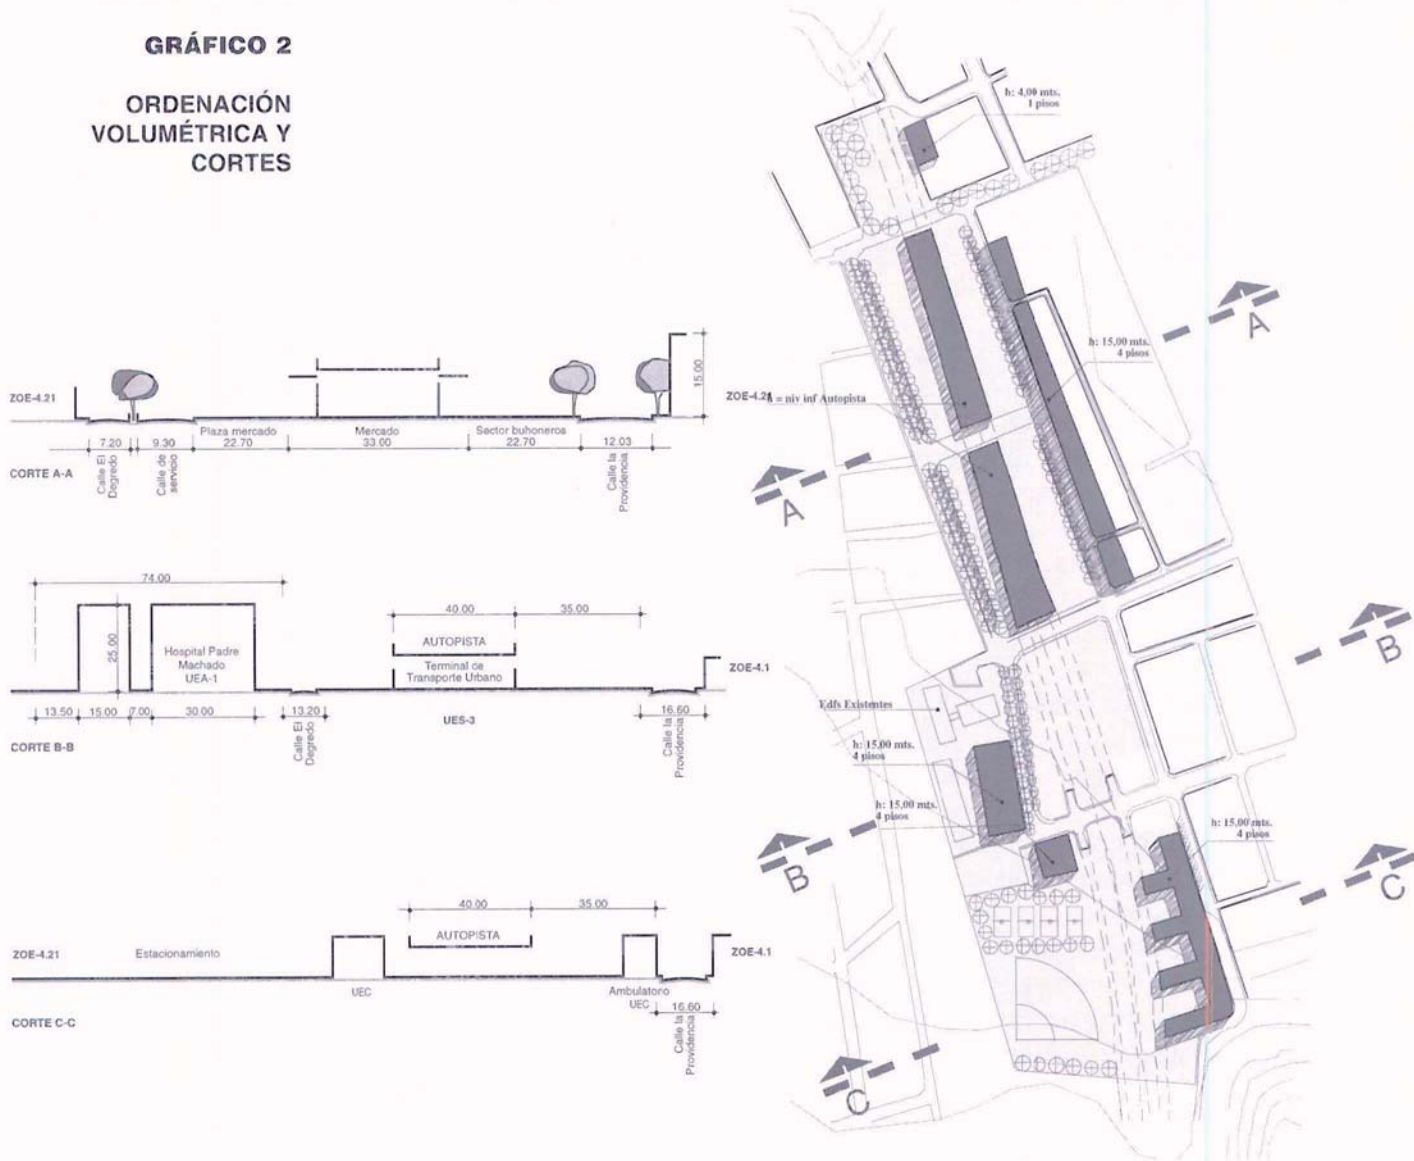 GRÁFICO 2
ORDENACIÓN
VOLUMÉTRICA Y
CORTES
ZOE-4.21
Plaza mercado
Mercado
Sector buhoneros
15.00
ZOE-4.21
7.20
9.30
22.70
33.00
22.70
12.03
Calle El
Degredo
Calle de
servicio
Calle la
Providencia
CORTE A-A
74.00
25.00
Hospital Padre
Machado
UEA-1
40.00
35.00
AUTOPISTA
Terminal de
Transporte Urbano
ZOE-4.1
13.50
15.00
7.00
30.00
13.20
UES-3
16.60
Calle El
Degredo
Calle la
Providencia
CORTE B-B
40.00
35.00
AUTOPISTA
ZOE-4.21
Estacionamiento
ZOE-4.1
UEC
Ambulatorio
UEC
16.60
Calle la
Providencia
CORTE C-C
h: 4,00 mts.
1 pisos
A
h: 15,00 mts.
4 pisos
= niv inf Autopista
A
B
Edfs Existentes
h: 15,00 mts.
4 pisos
h: 15,00 mts.
4 pisos
h: 15,00 mts.
4 pisos
B
C
C